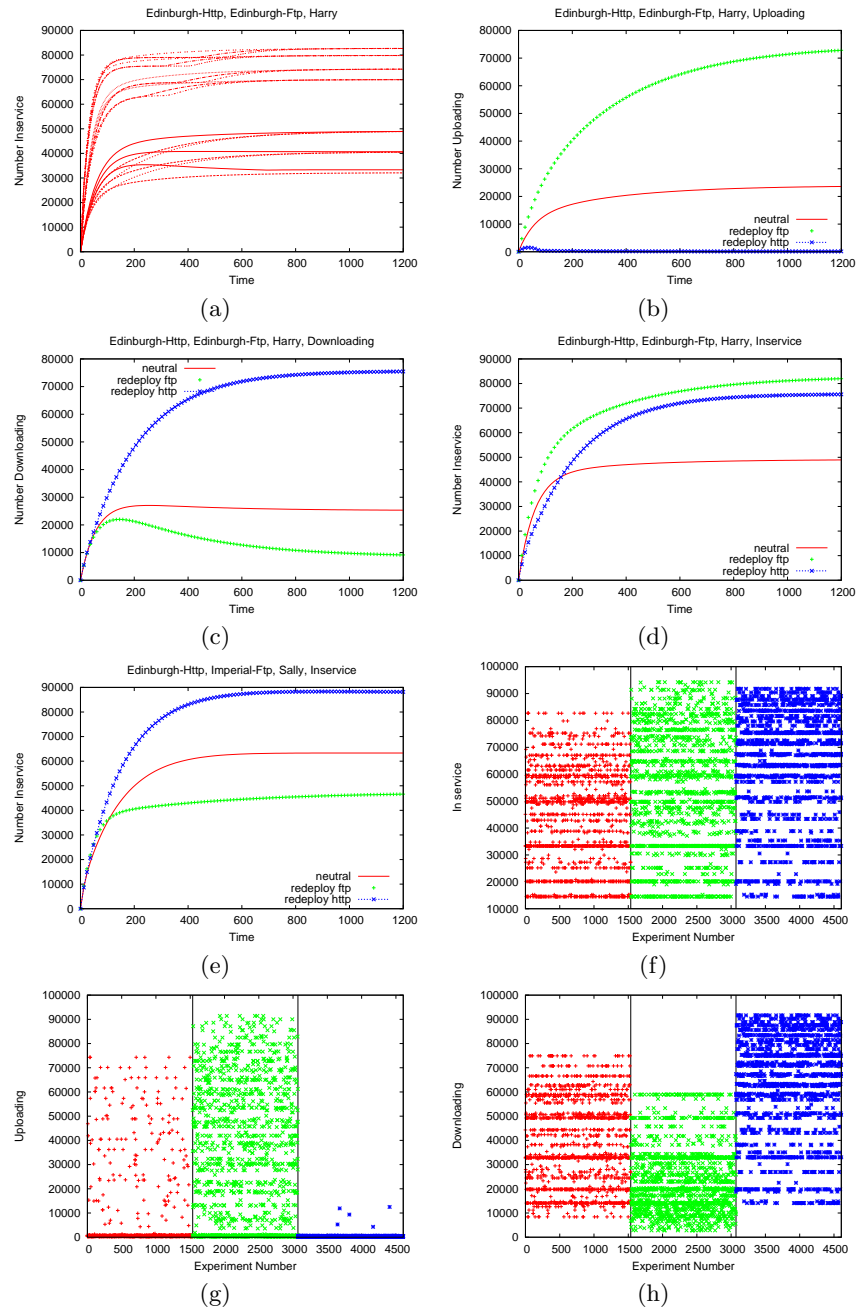 Edinburgh-Http, Edinburgh-Ftp, Harry
Number Inservice
90000
80000
70000
60000
50000
40000
30000
20000
10000
0
0 200 400 600 800 1000 1200
Time
(a)
Edinburgh-Http, Edinburgh-Ftp, Harry, Uploading
Number Uploading
80000
70000
60000
50000
40000
30000
20000
10000
0
neutral
redeploy ftp
redeploy http
0 200 400 600 800 1000 1200
Time
(b)
Edinburgh-Http, Edinburgh-Ftp, Harry, Downloading
Number Downloading
80000
70000
60000
50000
40000
30000
20000
10000
0
neutral
redeploy ftp
redeploy http
0 200 400 600 800 1000 1200
Time
(c)
Edinburgh-Http, Edinburgh-Ftp, Harry, Inservice
Number Inservice
90000
80000
70000
60000
50000
40000
30000
20000
10000
0
neutral
redeploy ftp
redeploy http
0 200 400 600 800 1000 1200
Time
(d)
Edinburgh-Http, Imperial-Ftp, Sally, Inservice
Number Inservice
90000
80000
70000
60000
50000
40000
30000
20000
10000
0
neutral
redeploy ftp
redeploy http
0 200 400 600 800 1000 1200
Time
(e)
In service
100000
90000
80000
70000
60000
50000
40000
30000
20000
10000
0 500 1000 1500 2000 2500 3000 3500 4000 4500
Experiment Number
(f)
Uploading
100000
90000
80000
70000
60000
50000
40000
30000
20000
10000
0
0 500 1000 1500 2000 2500 3000 3500 4000 4500
Experiment Number
(g)
Downloading
100000
90000
80000
70000
60000
50000
40000
30000
20000
10000
0
0 500 1000 1500 2000 2500 3000 3500 4000 4500
Experiment Number
(h)